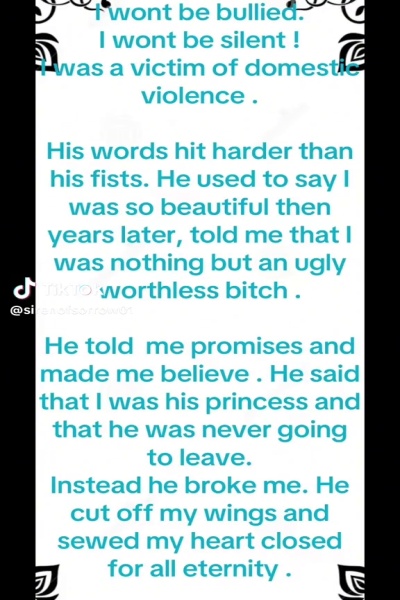 I wont be bullied.
I wont be silent !
I was a victim of domestic
violence .
His words hit harder than
his fists. He used to say I
was so beautiful then
years later, told me that I
was nothing but an ugly
worthless bitch .
TikTok
He told me promises and
made me believe . He said
that I was his princess and
that he was never going
to leave.
Instead he broke me. He
cut off my wings and
sewed my heart closed
for all eternity .